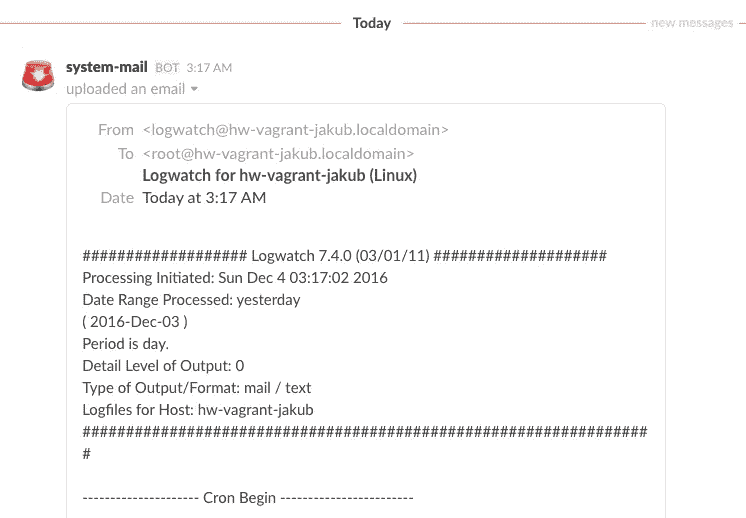 Today
new messages
system-mail BOT 3:17 AM
uploaded an email
From <logwatch@hw-vagrant-jakub.localdomain>
To <root@hw-vagrant-jakub.localdomain>
Logwatch for hw-vagrant-jakub (Linux)
Date Today at 3:17 AM
################### Logwatch 7.4.0 (03/01/11) ####################
Processing Initiated: Sun Dec 4 03:17:02 2016
Date Range Processed: yesterday
( 2016-Dec-03 )
Period is day.
Detail Level of Output: 0
Type of Output/Format: mail / text
Logfiles for Host: hw-vagrant-jakub
#################################################################
#
--------------------- Cron Begin ------------------------